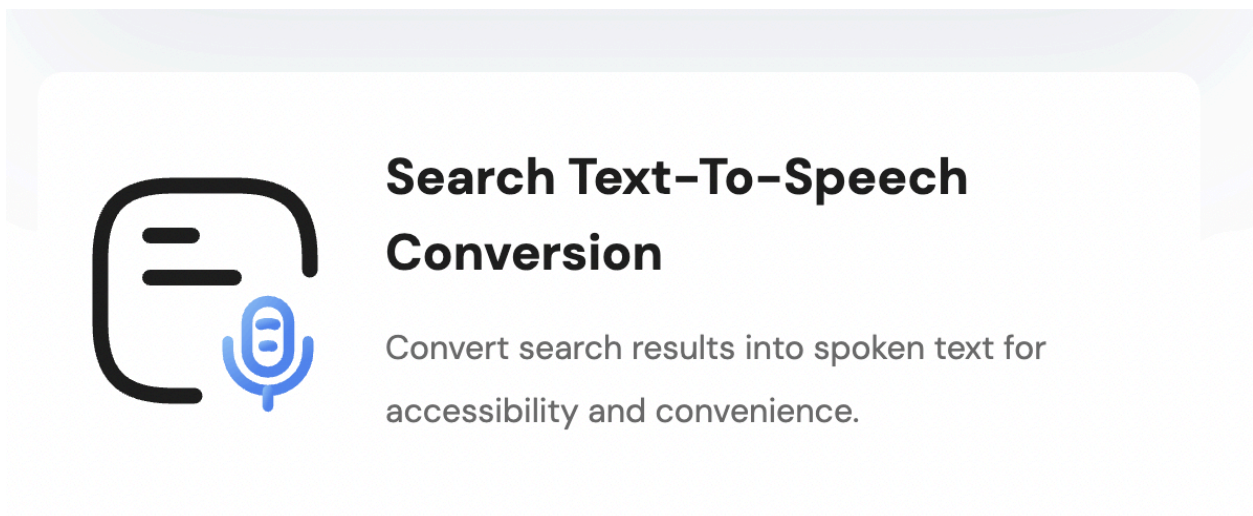 Search Text-To-Speech
Conversion
Convert search results into spoken text for
accessibility and convenience.